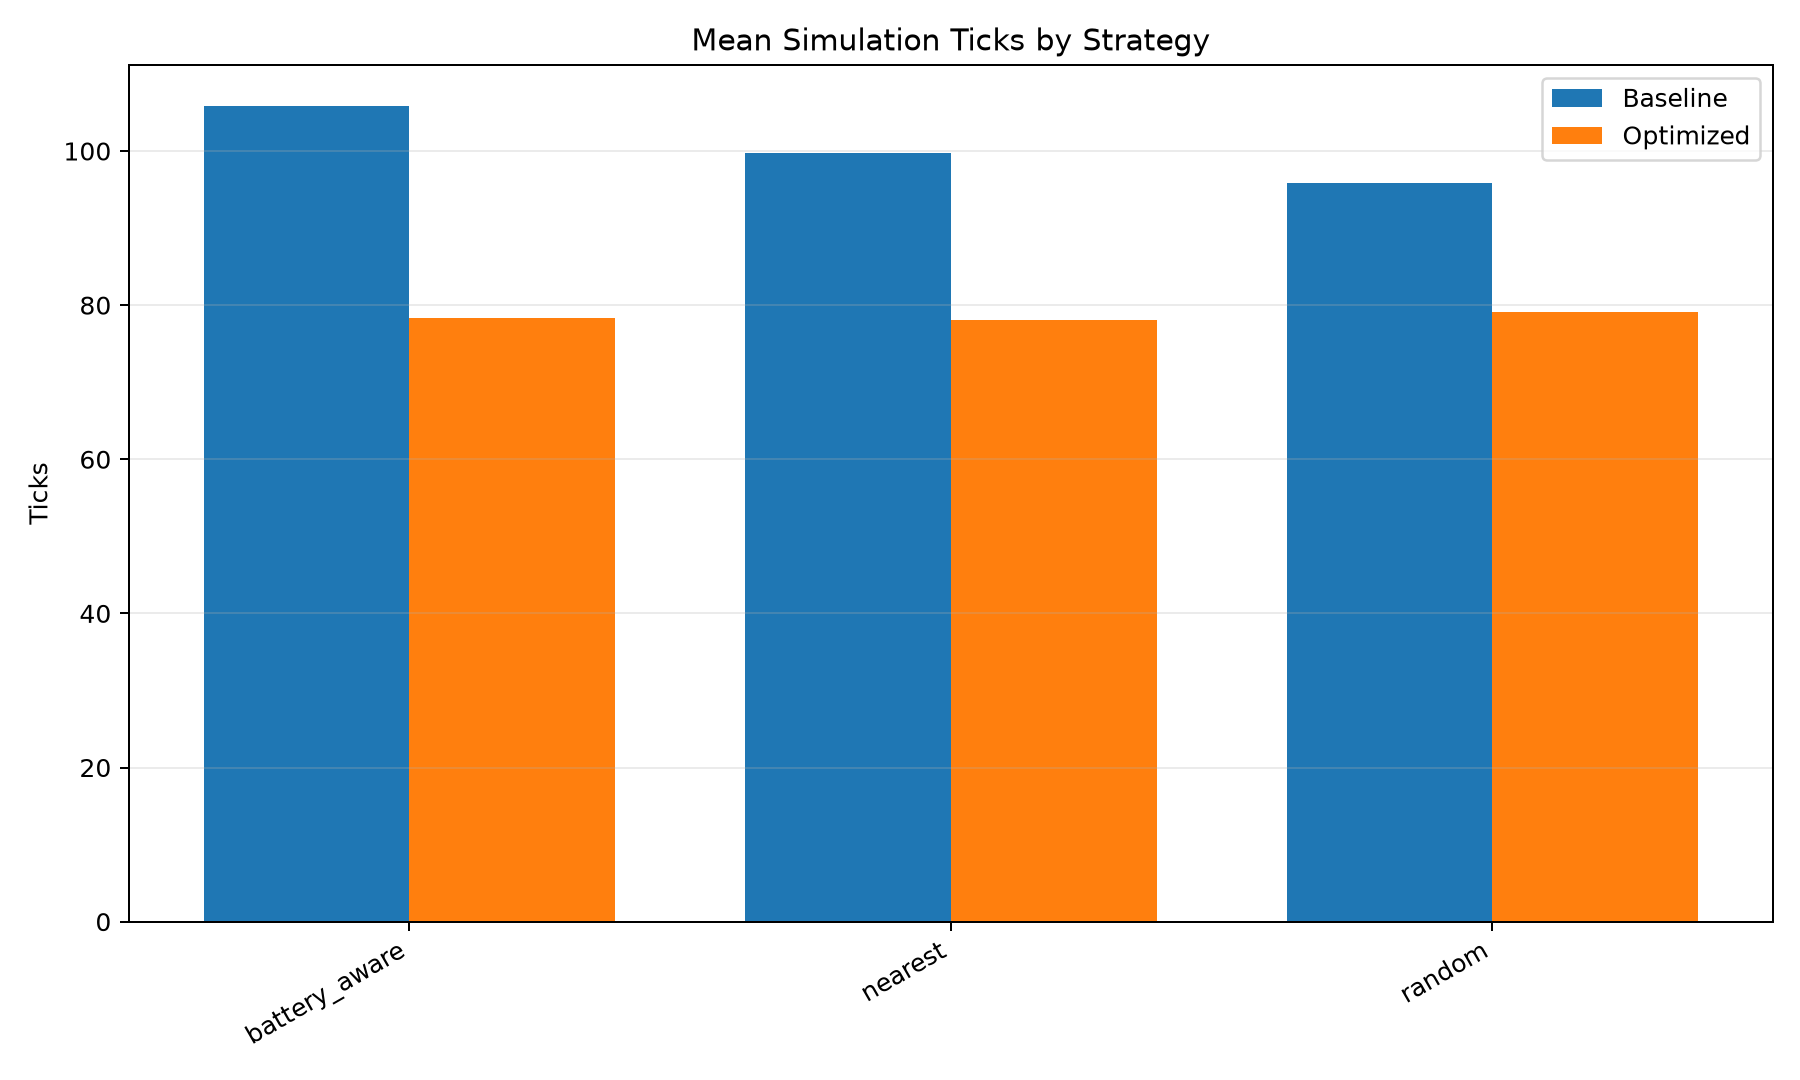 Mean Simulation Ticks by Strategy
Baseline
Optimized
Ticks
100
80
60
40
20
0
battery_aware
nearest
random